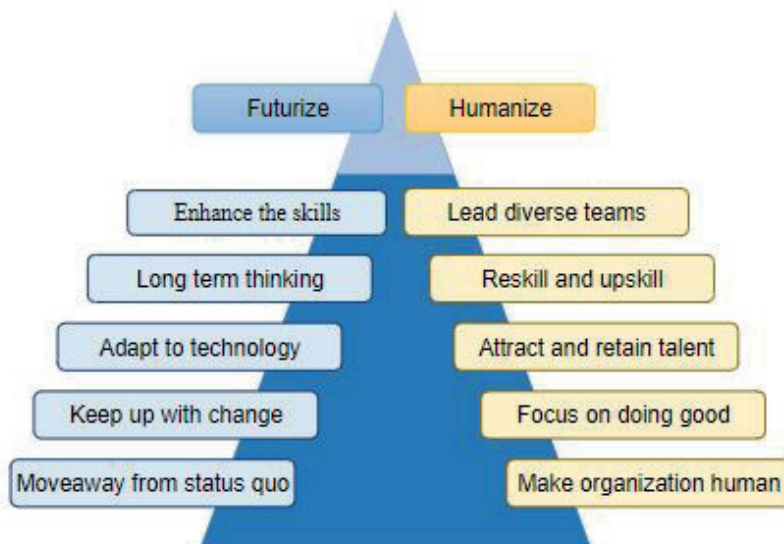 Futurize
Humanize
Enhance the skills
Lead diverse teams
Long term thinking
Reskill and upskill
Adapt to technology
Attract and retain talent
Keep up with change
Focus on doing good
Moveaway from status quo
Make organization human